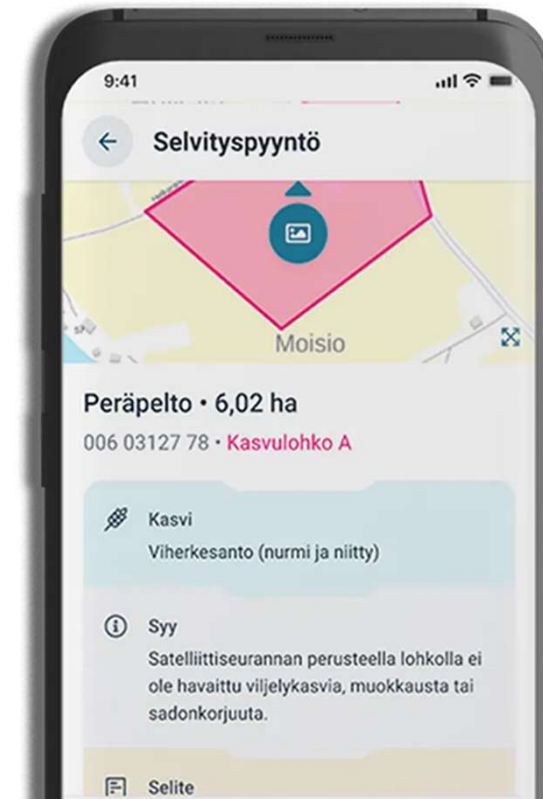 9:41
Selvityspyyntö
Moisio
Peräpelto • 6,02 ha
006 03127 78 • Kasvulohko A
Kasvi
Viherkesanto (nurmi ja niitty)
Syy
Satelliittiseurannan perusteella lohkolla ei
ole havaittu viljelykasvia, muokkausta tai
sadonkorjuuta.
Selite